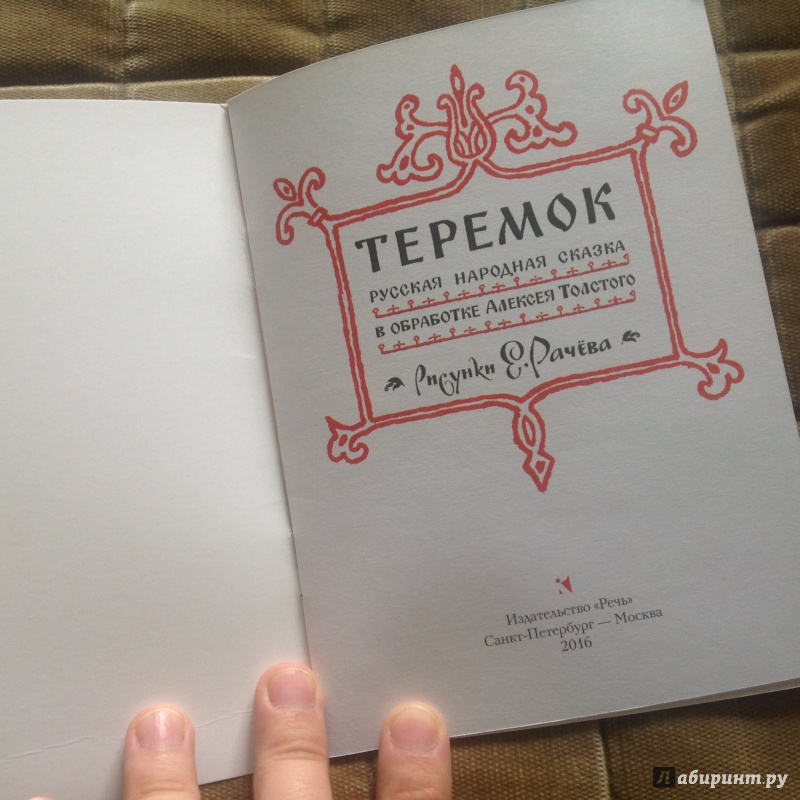 ТЕРЕМОК
РУССКАЯ НАРОДНАЯ СКАЗКА
В ОБРАБОТКЕ АЛЕКСЕЯ ТОЛСТОГО
Рисунки Е. Рачёва
Издательство «Речь»
Санкт-Петербург — Москва
2016
Лабиринт.ру